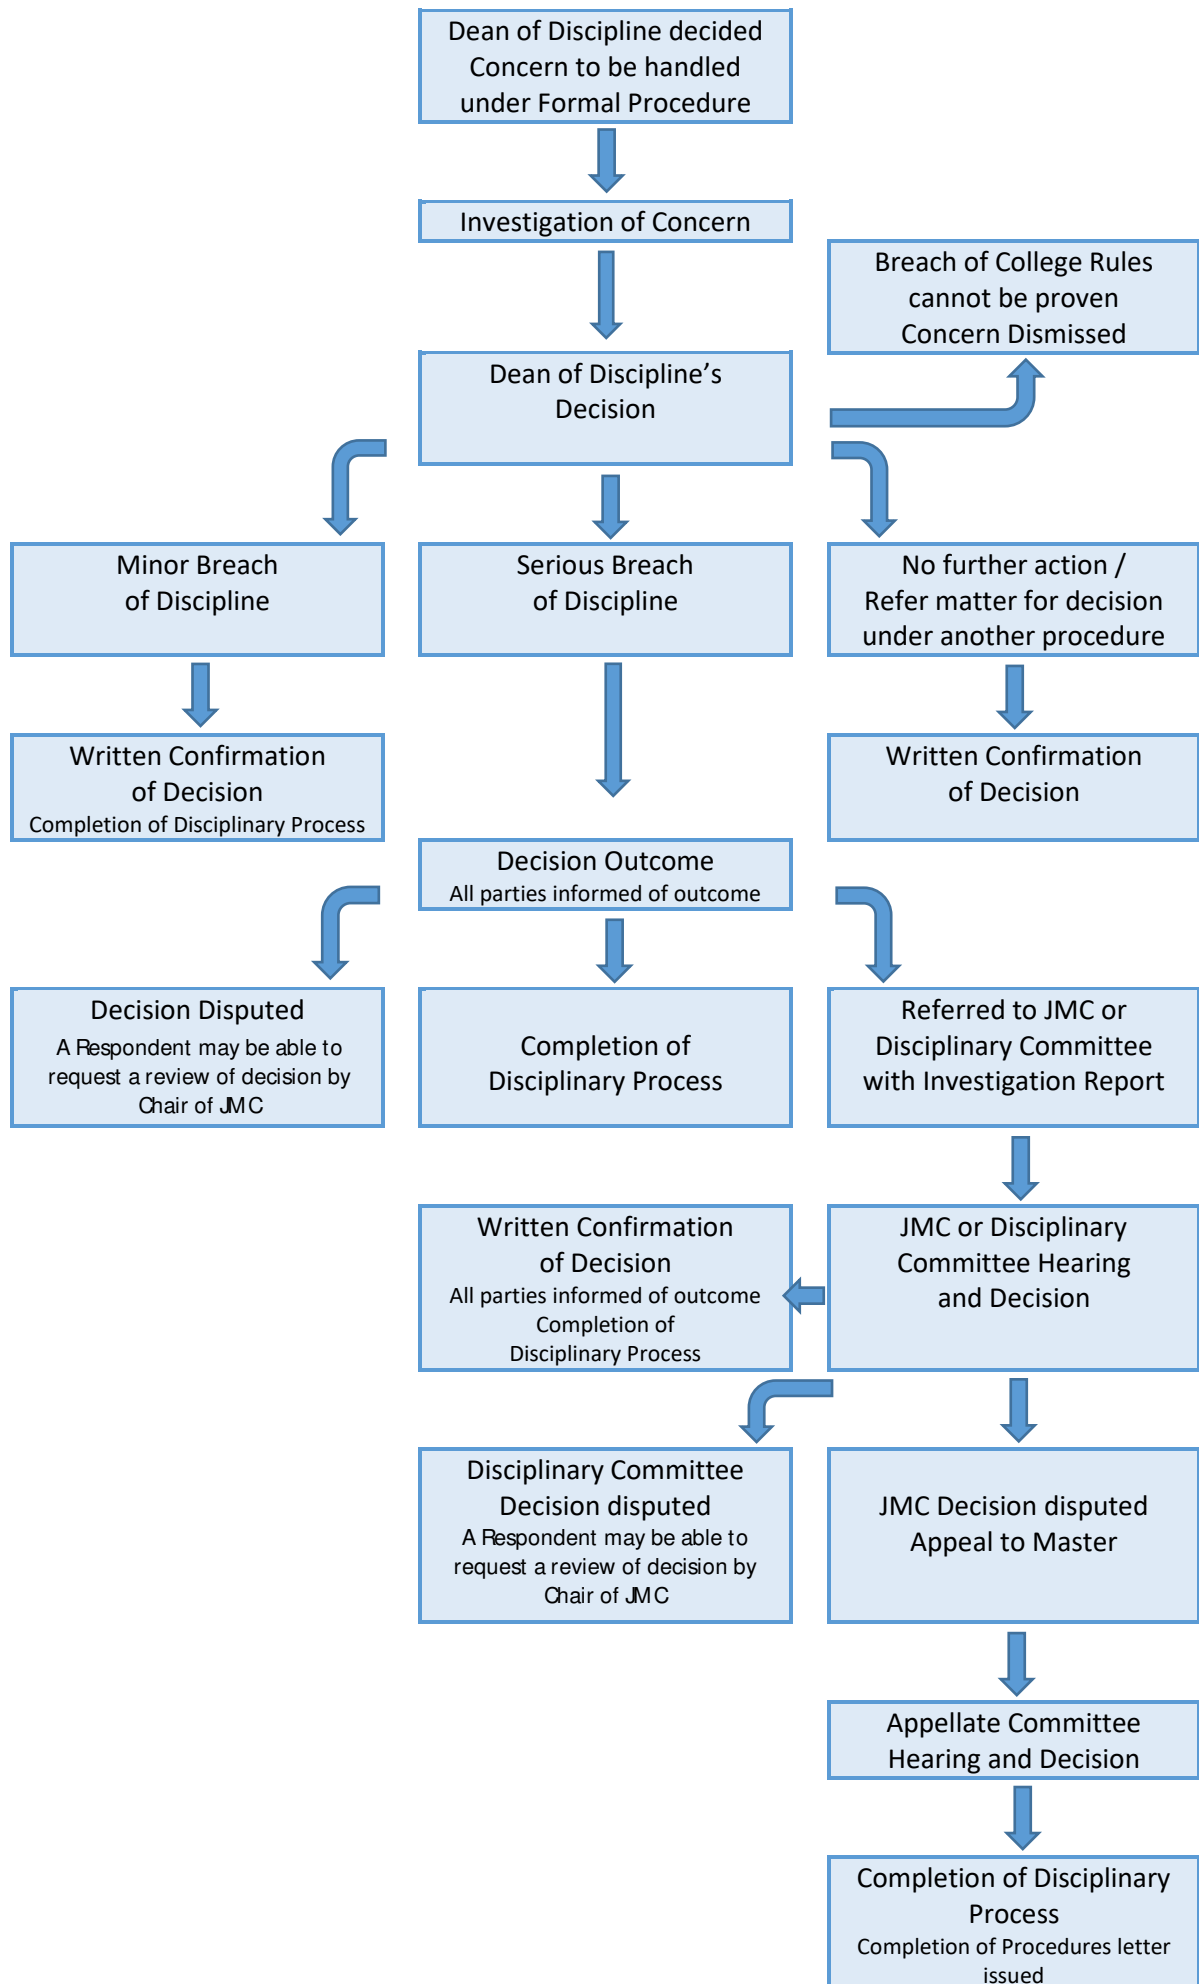 Dean of Discipline decided
Concern to be handled
under Formal Procedure
Investigation of Concern
Breach of College Rules
cannot be proven
Concern Dismissed
Dean of Discipline’s
Decision
Minor Breach
of Discipline
Serious Breach
of Discipline
No further action /
Refer matter for decision
under another procedure
Written Confirmation
of Decision
Completion of Disciplinary Process
Written Confirmation
of Decision
Decision Outcome
All parties informed of outcome
Decision Disputed
A Respondent may be able to
request a review of decision by
Chair of JMC
Completion of
Disciplinary Process
Referred to JMC or
Disciplinary Committee
with Investigation Report
Written Confirmation
of Decision
All parties informed of outcome
Completion of
Disciplinary Process
JMC or Disciplinary
Committee Hearing
and Decision
Disciplinary Committee
Decision disputed
A Respondent may be able to
request a review of decision by
Chair of JMC
JMC Decision disputed
Appeal to Master
Appellate Committee
Hearing and Decision
Completion of Disciplinary
Process
Completion of Procedures letter
issued